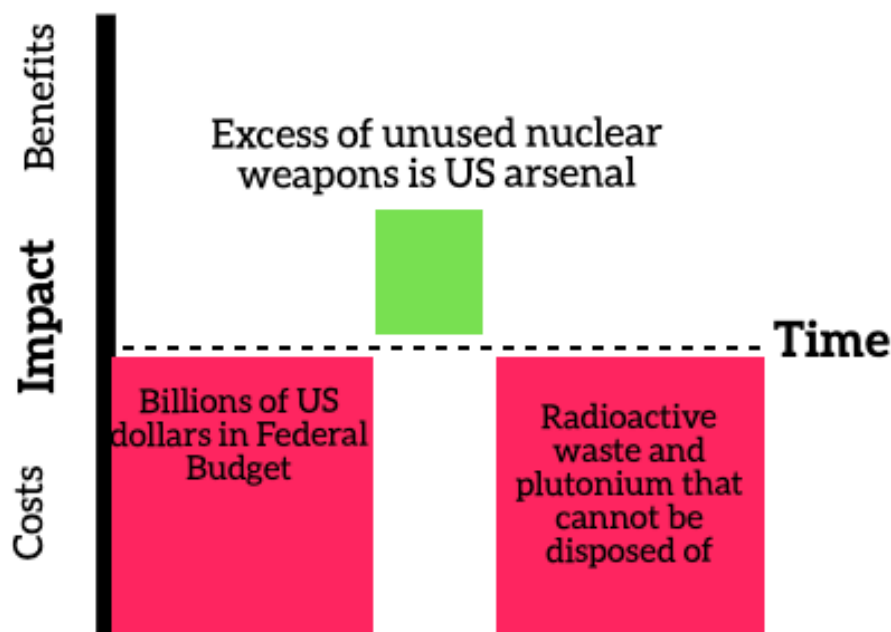 Benefits
Excess of unused nuclear
weapons is US arsenal
Impact
Time
Billions of US
dollars in Federal
Budget
Radioactive
waste and
plutonium that
cannot be
disposed of
Costs